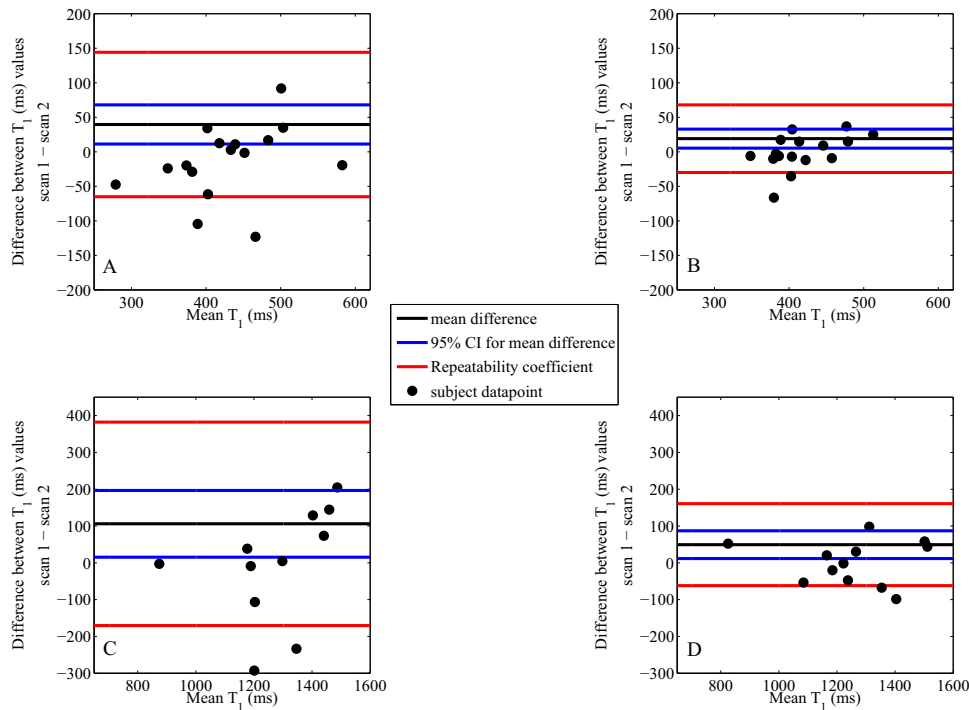 200
150
100
50
0
−50
−100
−150
−200
Difference between T1 (ms) values
scan 1 − scan 2
A
300 400 500 600
Mean T1 (ms)
200
150
100
50
0
−50
−100
−150
−200
Difference between T1 (ms) values
scan 1 − scan 2
B
300 400 500 600
Mean T1 (ms)
mean difference
95% CI for mean difference
Repeatability coefficient
subject datapoint
400
300
200
100
0
−100
−200
−300
Difference between T1 (ms) values
scan 1 − scan 2
C
800 1000 1200 1400 1600
Mean T1 (ms)
400
300
200
100
0
−100
−200
−300
Difference between T1 (ms) values
scan 1 − scan 2
D
800 1000 1200 1400 1600
Mean T1 (ms)